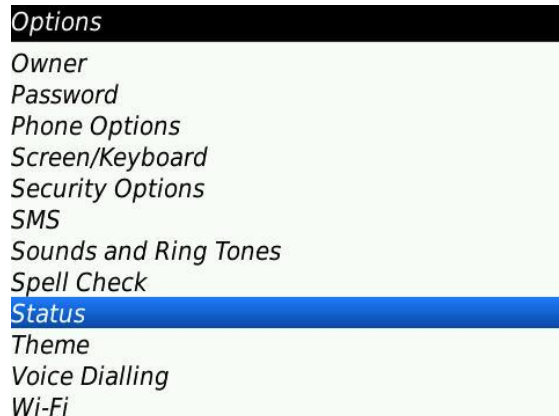 Options
Owner
Password
Phone Options
Screen/Keyboard
Security Options
SMS
Sounds and Ring Tones
Spell Check
Status
Theme
Voice Dialling
Wi-Fi